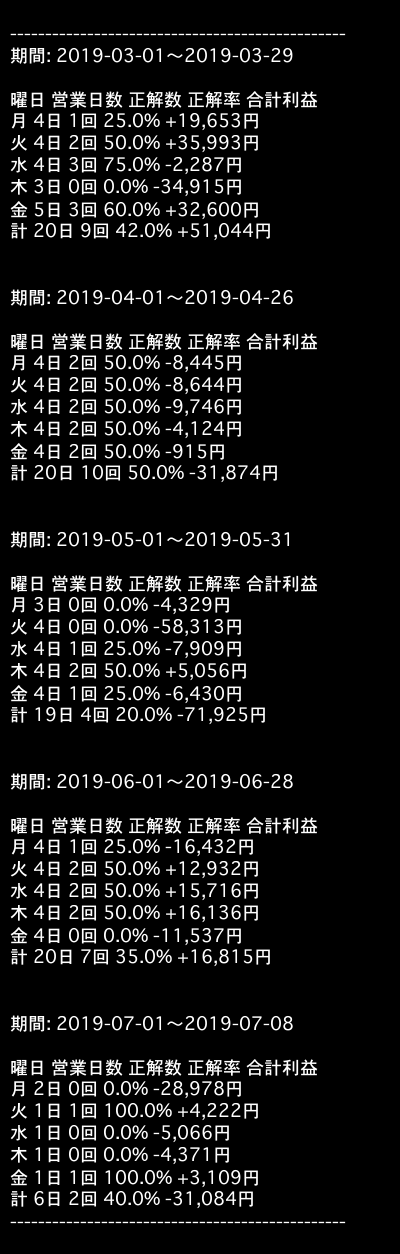 ------------------------------------------------
期間: 2019-03-01〜2019-03-29
曜日 営業日数 正解数 正解率 合計利益
月 4日 1回 25.0% +19,653円
火 4日 2回 50.0% +35,993円
水 4日 3回 75.0% -2,287円
木 3日 0回 0.0% -34,915円
金 5日 3回 60.0% +32,600円
計 20日 9回 42.0% +51,044円
期間: 2019-04-01〜2019-04-26
曜日 営業日数 正解数 正解率 合計利益
月 4日 2回 50.0% -8,445円
火 4日 2回 50.0% -8,644円
水 4日 2回 50.0% -9,746円
木 4日 2回 50.0% -4,124円
金 4日 2回 50.0% -915円
計 20日 10回 50.0% -31,874円
期間: 2019-05-01〜2019-05-31
曜日 営業日数 正解数 正解率 合計利益
月 3日 0回 0.0% -4,329円
火 4日 0回 0.0% -58,313円
水 4日 1回 25.0% -7,909円
木 4日 2回 50.0% +5,056円
金 4日 1回 25.0% -6,430円
計 19日 4回 20.0% -71,925円
期間: 2019-06-01〜2019-06-28
曜日 営業日数 正解数 正解率 合計利益
月 4日 1回 25.0% -16,432円
火 4日 2回 50.0% +12,932円
水 4日 2回 50.0% +15,716円
木 4日 2回 50.0% +16,136円
金 4日 0回 0.0% -11,537円
計 20日 7回 35.0% +16,815円
期間: 2019-07-01〜2019-07-08
曜日 営業日数 正解数 正解率 合計利益
月 2日 0回 0.0% -28,978円
火 1日 1回 100.0% +4,222円
水 1日 0回 0.0% -5,066円
木 1日 0回 0.0% -4,371円
金 1日 1回 100.0% +3,109円
計 6日 2回 40.0% -31,084円
------------------------------------------------